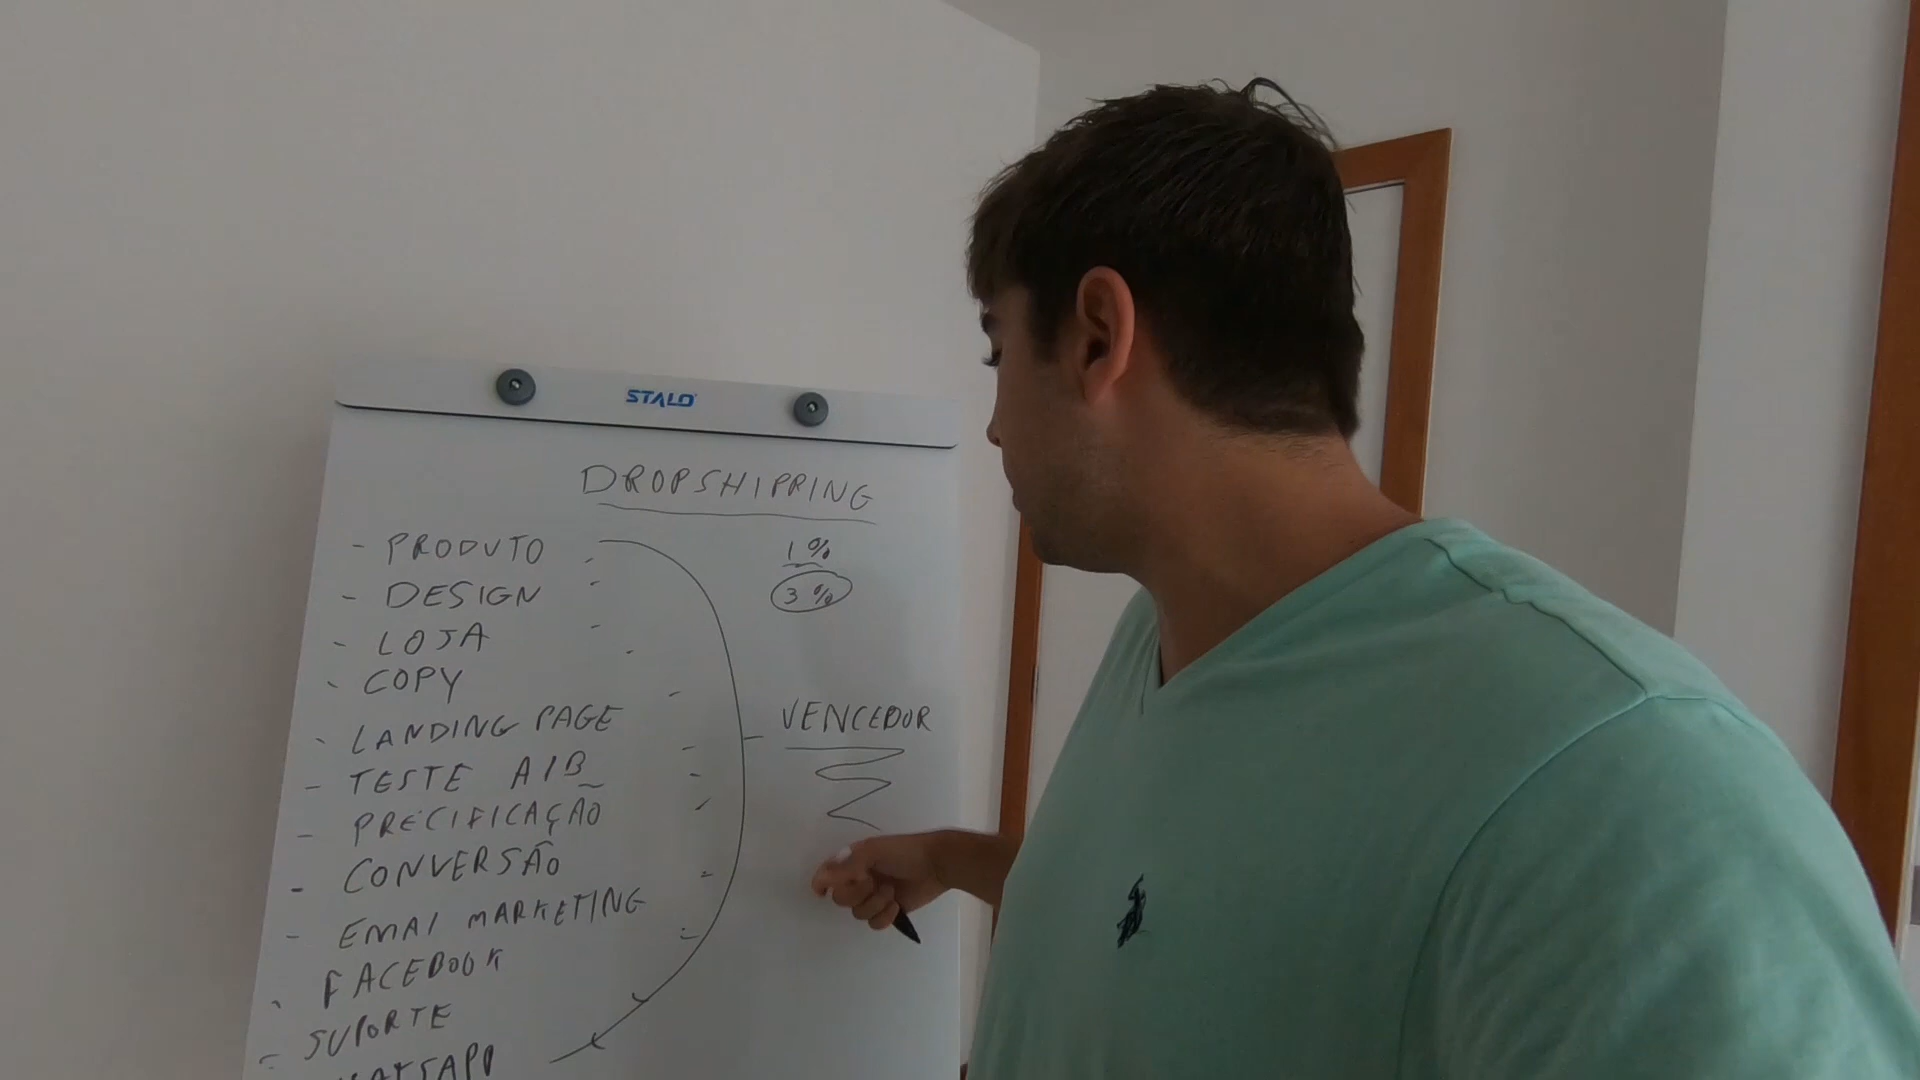 STALO
DROPSHIPPING
- PRODUTO
- DESIGN
- LOJA
- COPY
- LANDING PAGE
- TESTE A/B
- PRECIFICAÇÃO
- CONVERSÃO
- EMAI MARKETING
- FACEBOOK
- SUPORTE
1%
3%
VENCEDOR